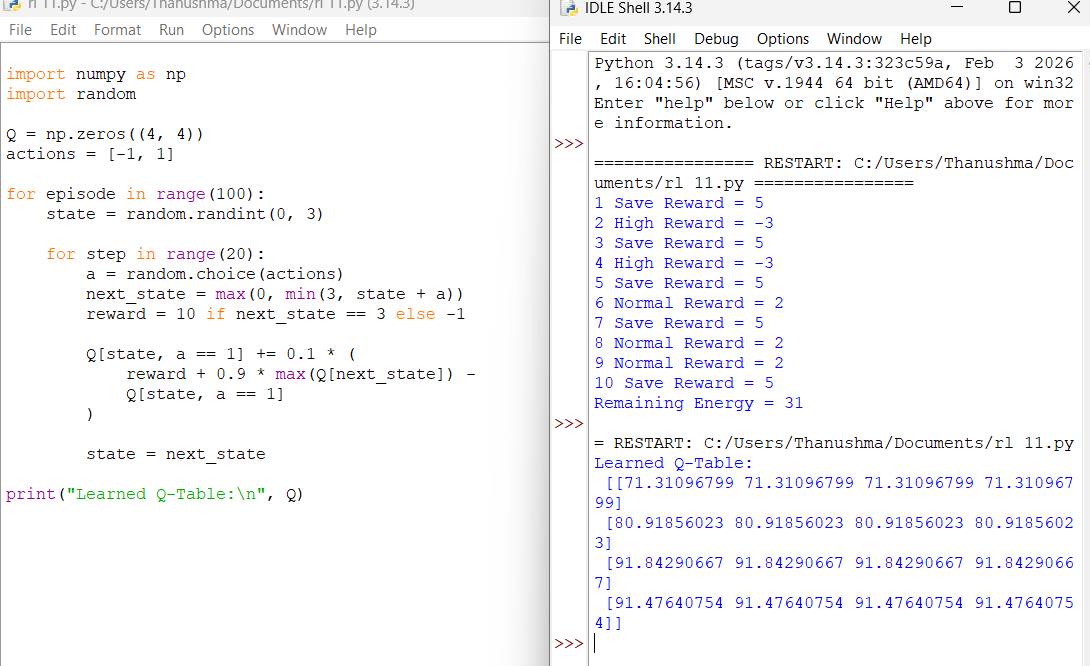 rl 11.py - C:/Users/Thanushma/Documents/rl 11.py (3.14.3)
File Edit Format Run Options Window Help
import numpy as np
import random
Q = np.zeros((4, 4))
actions = [-1, 1]
for episode in range(100):
    state = random.randint(0, 3)
    for step in range(20):
        a = random.choice(actions)
        next_state = max(0, min(3, state + a))
        reward = 10 if next_state == 3 else -1
        Q[state, a == 1] += 0.1 * (
            reward + 0.9 * max(Q[next_state]) -
            Q[state, a == 1]
        )
        state = next_state
print("Learned Q-Table:\n", Q)
IDLE Shell 3.14.3
File Edit Shell Debug Options Window Help
Python 3.14.3 (tags/v3.14.3:323c59a, Feb  3 2026
, 16:04:56) [MSC v.1944 64 bit (AMD64)] on win32
Enter "help" below or click "Help" above for mor
e information.
>>>
================ RESTART: C:/Users/Thanushma/Doc
uments/rl 11.py ================
1 Save Reward = 5
2 High Reward = -3
3 Save Reward = 5
4 High Reward = -3
5 Save Reward = 5
6 Normal Reward = 2
7 Save Reward = 5
8 Normal Reward = 2
9 Normal Reward = 2
10 Save Reward = 5
Remaining Energy = 31
>>>
= RESTART: C:/Users/Thanushma/Documents/rl 11.py
Learned Q-Table:
 [[71.31096799 71.31096799 71.31096799 71.310967
99]
 [80.91856023 80.91856023 80.91856023 80.9185602
3]
 [91.84290667 91.84290667 91.84290667 91.8429066
7]
 [91.47640754 91.47640754 91.47640754 91.4764075
4]]
>>>